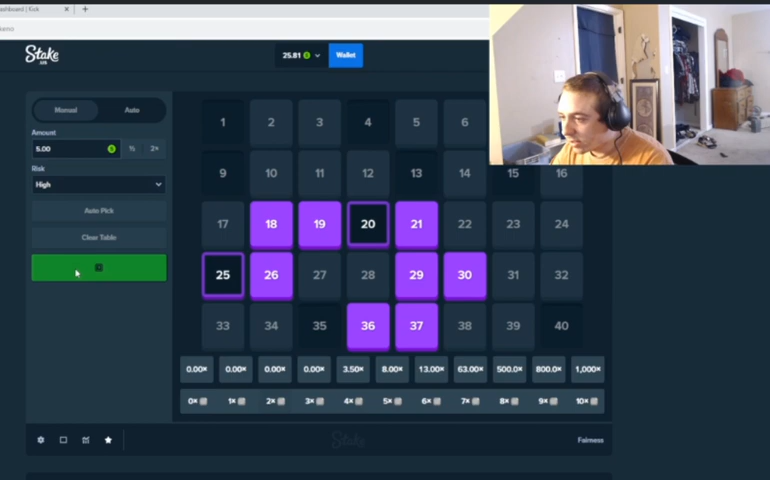 ashboard | Kick
Stake
.us
25.81
Wallet
Manual
Auto
Amount
5.00
½
2×
Risk
High
Auto Pick
Clear Table
1 2 3 4 5 6
9 10 11 12 13 14 15 16
17 18 19 20 21 22 23 24
25 26 27 28 29 30 31 32
33 34 35 36 37 38 39 40
0.00× 0.00× 0.00× 0.00× 3.50× 8.00× 13.00× 63.00× 500.0× 800.0× 1,000×
0× 1× 2× 3× 4× 5× 6× 7× 8× 9× 10×
Stake
Fairness